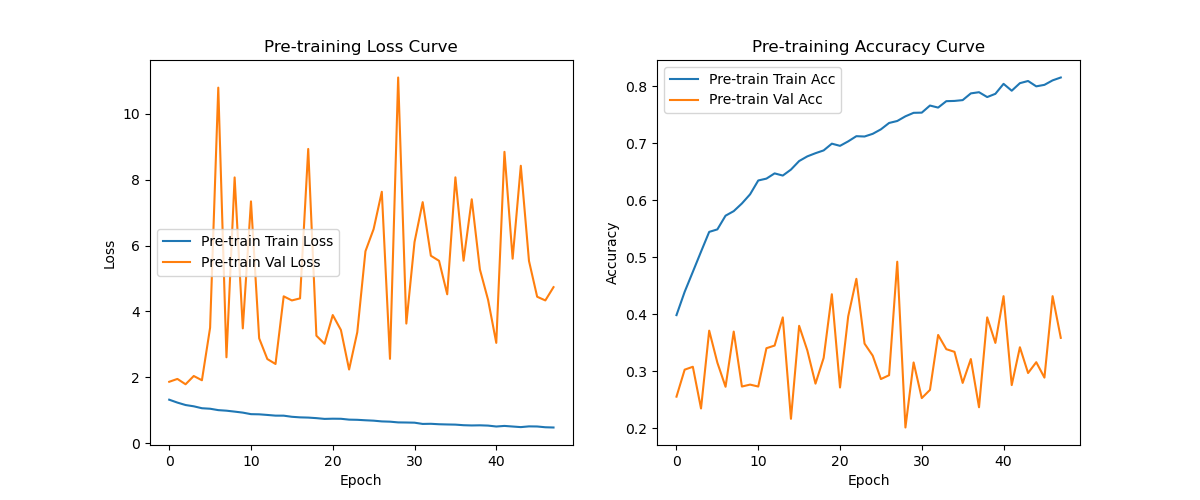 Pre-training Loss Curve
10
8
6
4
2
0
Loss
Pre-train Train Loss
Pre-train Val Loss
0 10 20 30 40
Epoch
Pre-training Accuracy Curve
Pre-train Train Acc
Pre-train Val Acc
0.8
0.7
0.6
0.5
0.4
0.3
0.2
Accuracy
0 10 20 30 40
Epoch